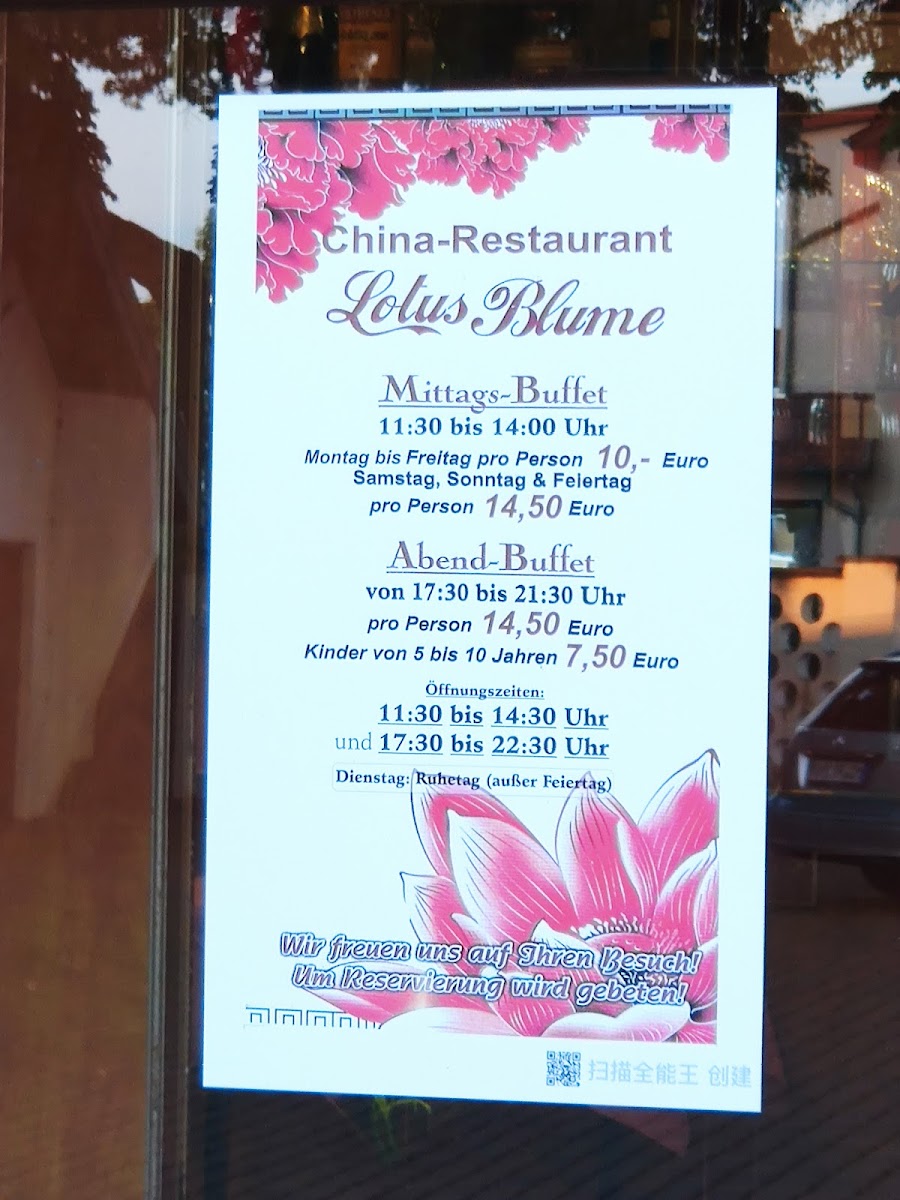 China-Restaurant
Lotus Blume
Mittags-Buffet
11:30 bis 14:00 Uhr
Montag bis Freitag pro Person 10,- Euro
Samstag, Sonntag & Feiertag
pro Person 14,50 Euro
Abend-Buffet
von 17:30 bis 21:30 Uhr
pro Person 14,50 Euro
Kinder von 5 bis 10 Jahren 7,50 Euro
Öffnungszeiten:
11:30 bis 14:30 Uhr
und 17:30 bis 22:30 Uhr
Dienstag: Ruhetag (außer Feiertag)
Wir freuen uns auf Ihren Besuch!
Um Reservierung wird gebeten!
扫描全能王 创建